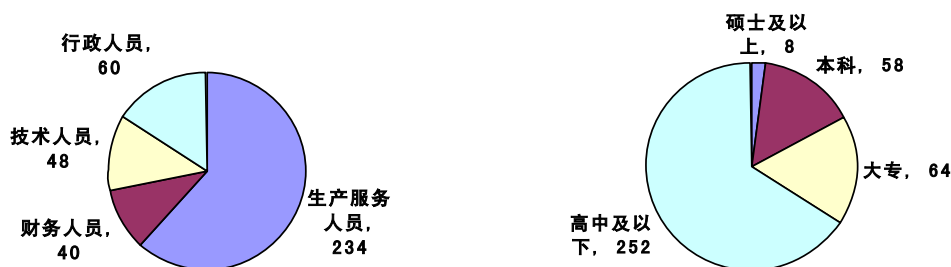 行政人员,
60
技术人员,
48
财务人员,
40
生产服务
人员,
234
硕士及以
上, 8
本科, 58
大专, 64
高中及以
下, 252